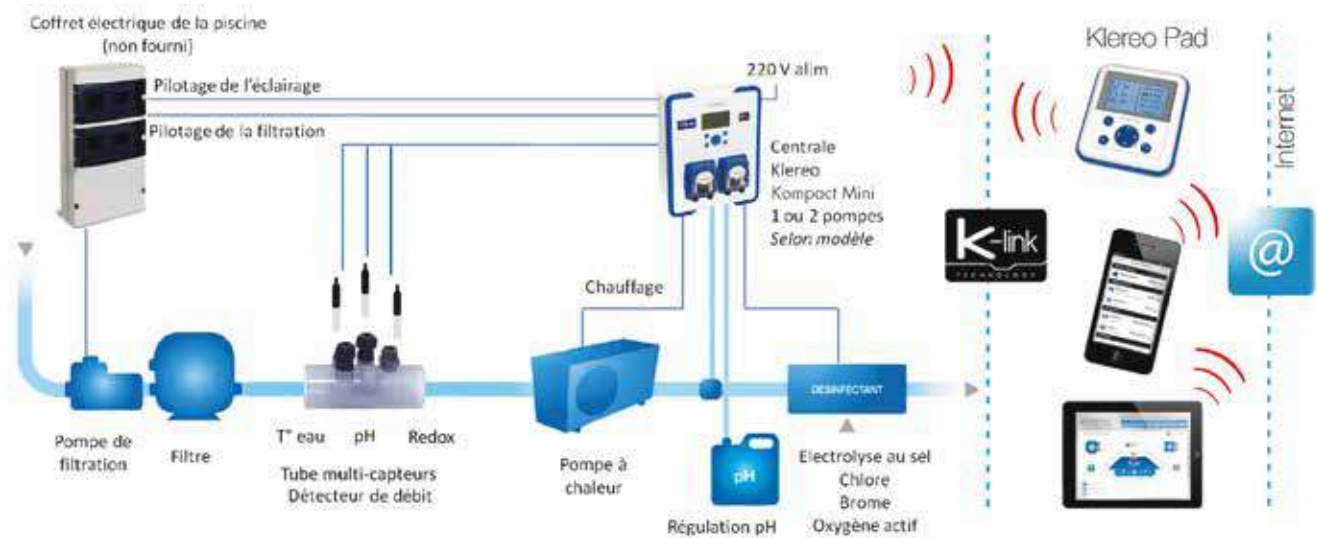 Coffret électrique de la piscine
(non fourni)
Pilotage de l'éclairage
Pilotage de la filtration
220 V alim
Centrale
Klereo
Kompact Mini
1 ou 2 pompes
Selon modèle
Chauffage
Pompe de
filtration
Filtre
T° eau pH Redox
Tube multi-capteurs
Détecteur de débit
Pompe à
chaleur
pH
Régulation pH
DESINFECTANT
Electrolyse au sel
Chlore
Brome
Oxygène actif
K-link
TECHNOLOGY
Klereo Pad
Internet
@